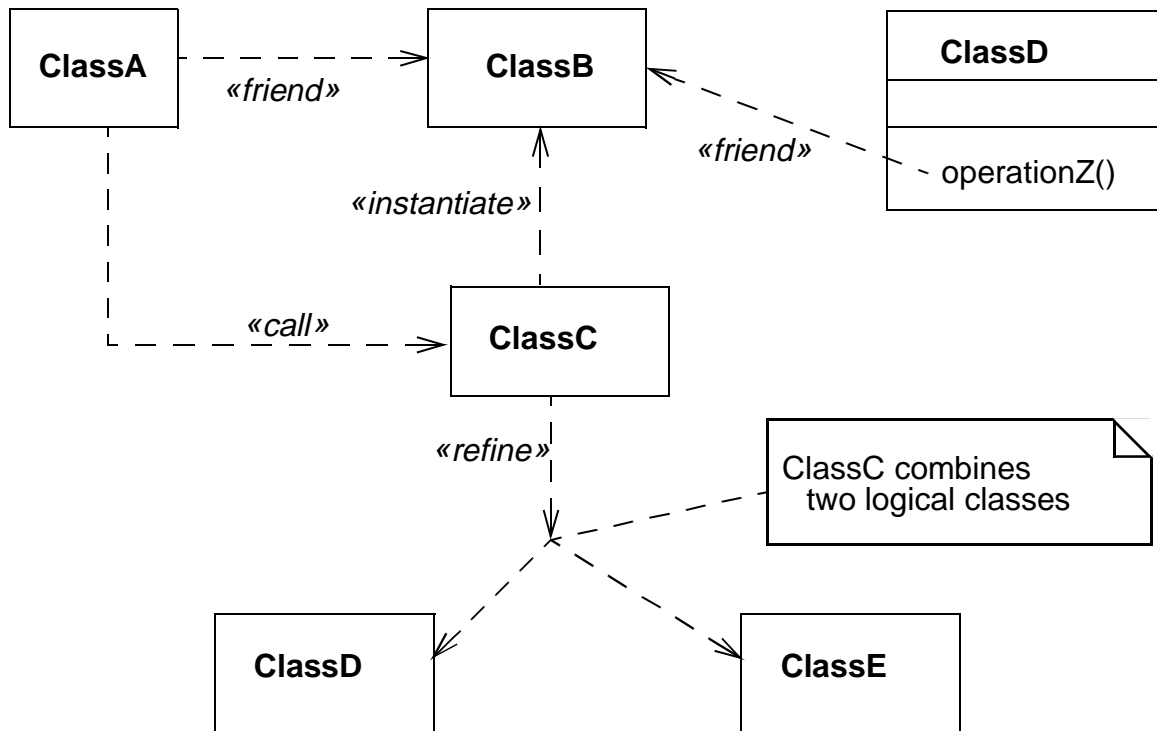 ClassA
ClassB
ClassD
«friend»
«friend»
operationZ()
«instantiate»
«call»
ClassC
«refine»
ClassC combines
two logical classes
ClassD
ClassE